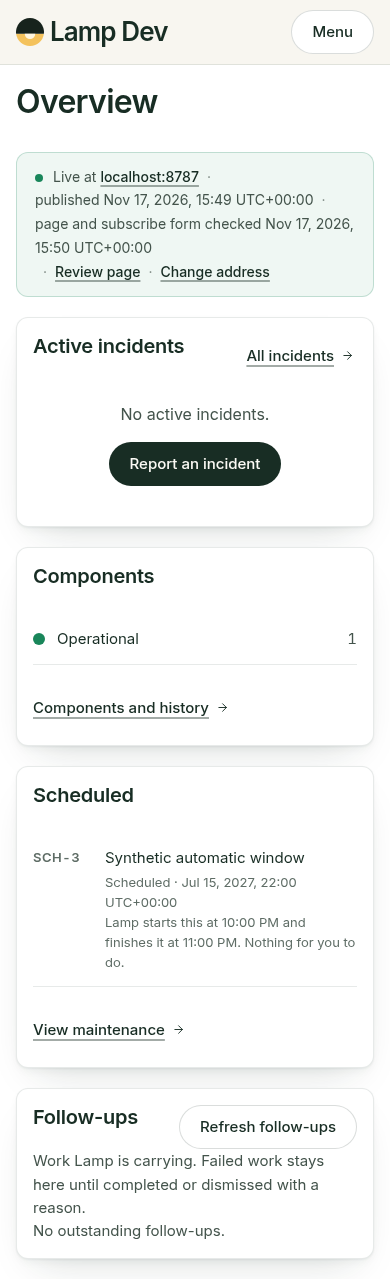 Lamp Dev
Menu
Overview
Live at localhost:8787 ·
published Nov 17, 2026, 15:49 UTC+00:00 ·
page and subscribe form checked Nov 17, 2026,
15:50 UTC+00:00
· Review page · Change address
Active incidents
All incidents →
No active incidents.
Report an incident
Components
Operational 1
Components and history →
Scheduled
SCH-3 Synthetic automatic window
Scheduled · Jul 15, 2027, 22:00
UTC+00:00
Lamp starts this at 10:00 PM and
finishes it at 11:00 PM. Nothing for you to
do.
View maintenance →
Follow-ups
Refresh follow-ups
Work Lamp is carrying. Failed work stays
here until completed or dismissed with a
reason.
No outstanding follow-ups.